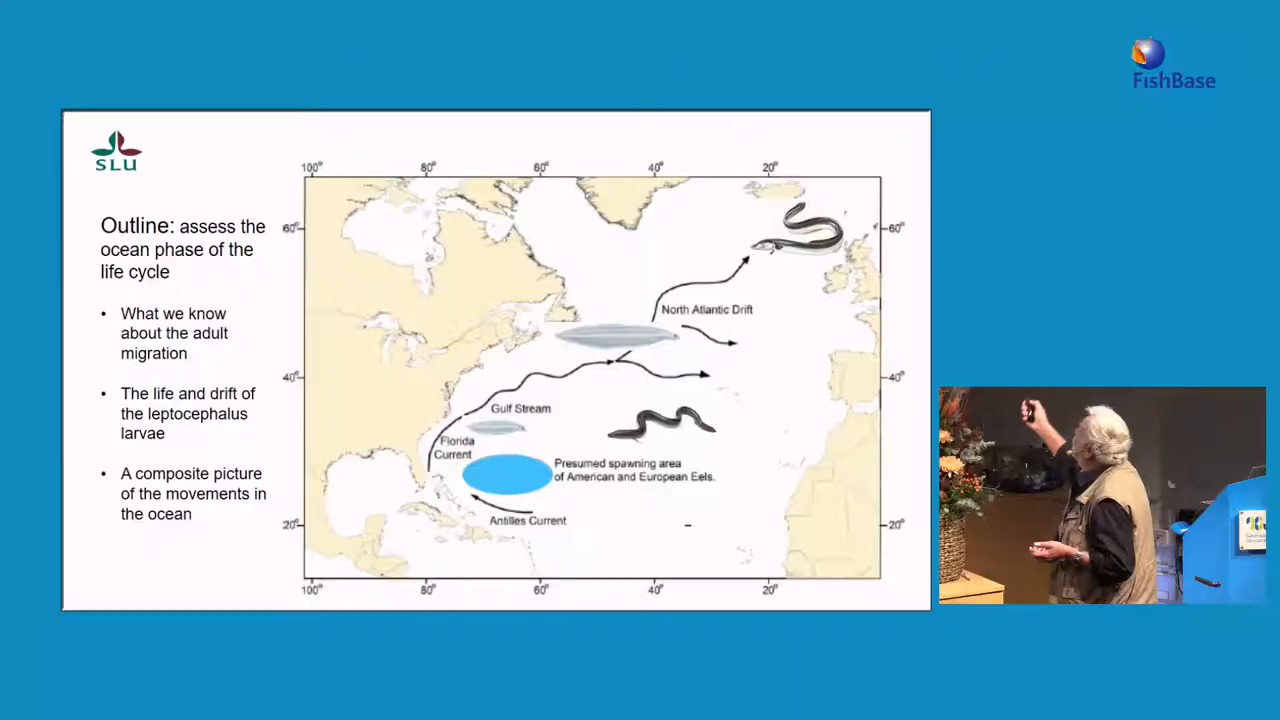 FishBase
SLU
Outline: assess the
ocean phase of the
life cycle
• What we know
about the adult
migration
• The life and drift of
the leptocephalus
larvae
• A composite picture
of the movements in
the ocean
100° 80° 60° 40° 20°
60° 60°
North Atlantic Drift
40° 40°
Gulf Stream
Florida
Current
Presumed spawning area
of American and European Eels.
Antilles Current
20° 20°
100° 80° 60° 40° 20°